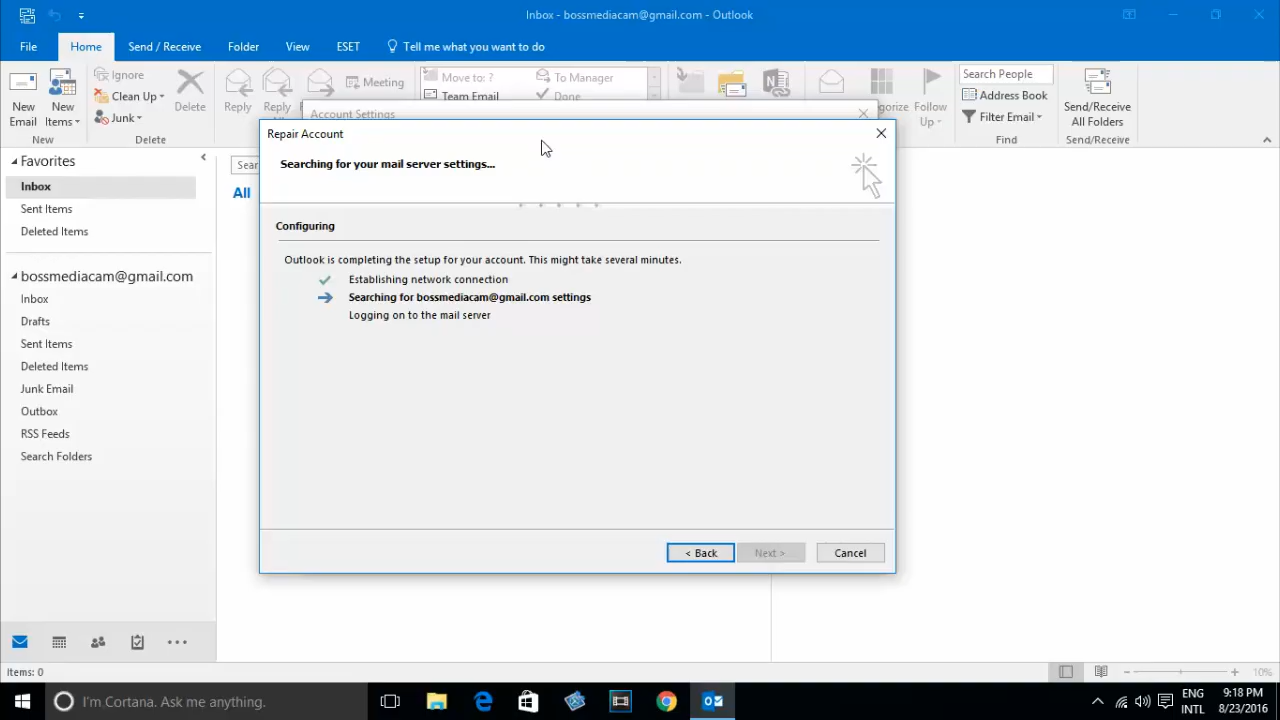 Inbox - bossmediacam@gmail.com - Outlook
File Home Send / Receive Folder View ESET Tell me what you want to do
Ignore
Clean Up
Junk
New Email
New Items
Delete
Reply
Reply
Meeting
Move to: ?
Team Email
To Manager
Done
Follow Up
Search People
Address Book
Filter Email
Send/Receive All Folders
New
Delete
Find
Send/Receive
Account Settings
Repair Account
Searching for your mail server settings...
Configuring
Outlook is completing the setup for your account. This might take several minutes.
Establishing network connection
Searching for bossmediacam@gmail.com settings
Logging on to the mail server
< Back
Next >
Cancel
Favorites
Inbox
Sent Items
Deleted Items
bossmediacam@gmail.com
Inbox
Drafts
Sent Items
Deleted Items
Junk Email
Outbox
RSS Feeds
Search Folders
All
Items: 0
10%
I'm Cortana. Ask me anything.
ENG
INTL
9:18 PM
8/23/2016